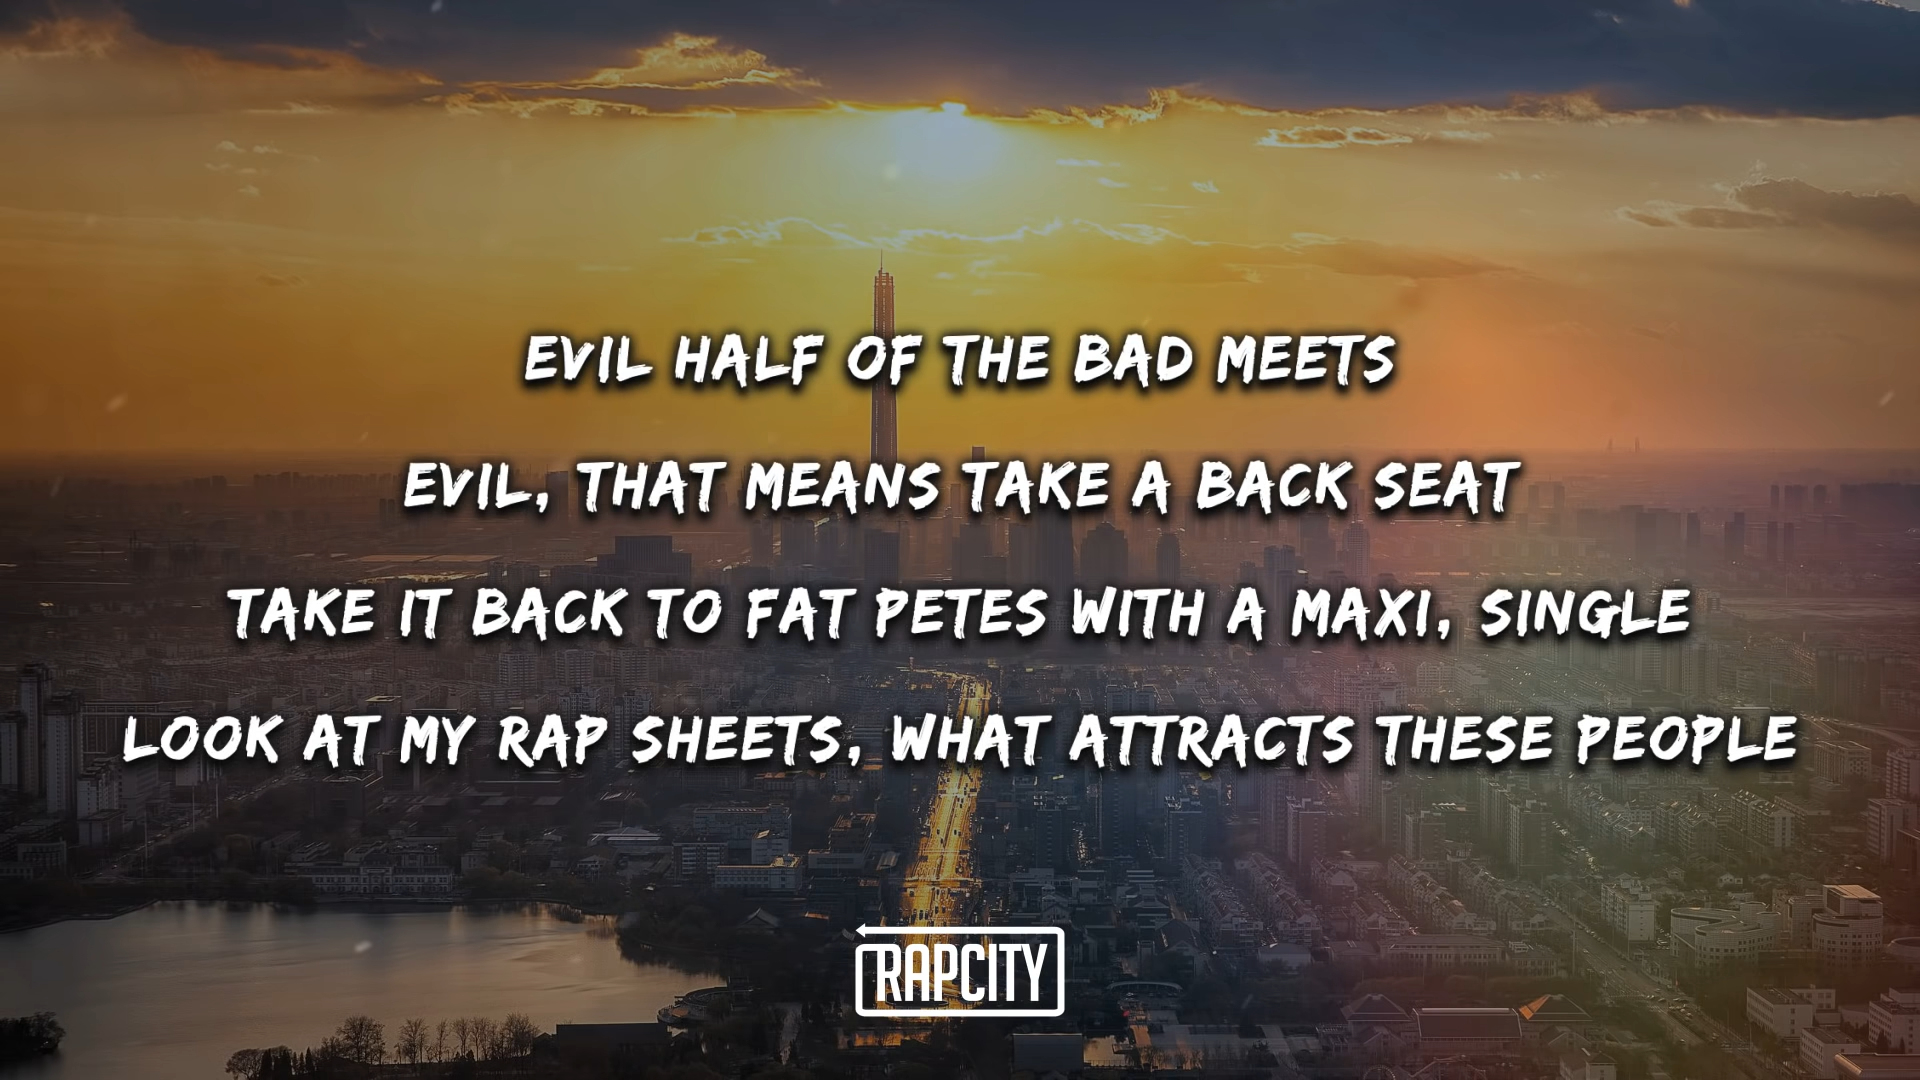 EVIL HALF OF THE BAD MEETS
EVIL, THAT MEANS TAKE A BACK SEAT
TAKE IT BACK TO FAT PETES WITH A MAXI, SINGLE
LOOK AT MY RAP SHEETS, WHAT ATTRACTS THESE PEOPLE
RAPCITY